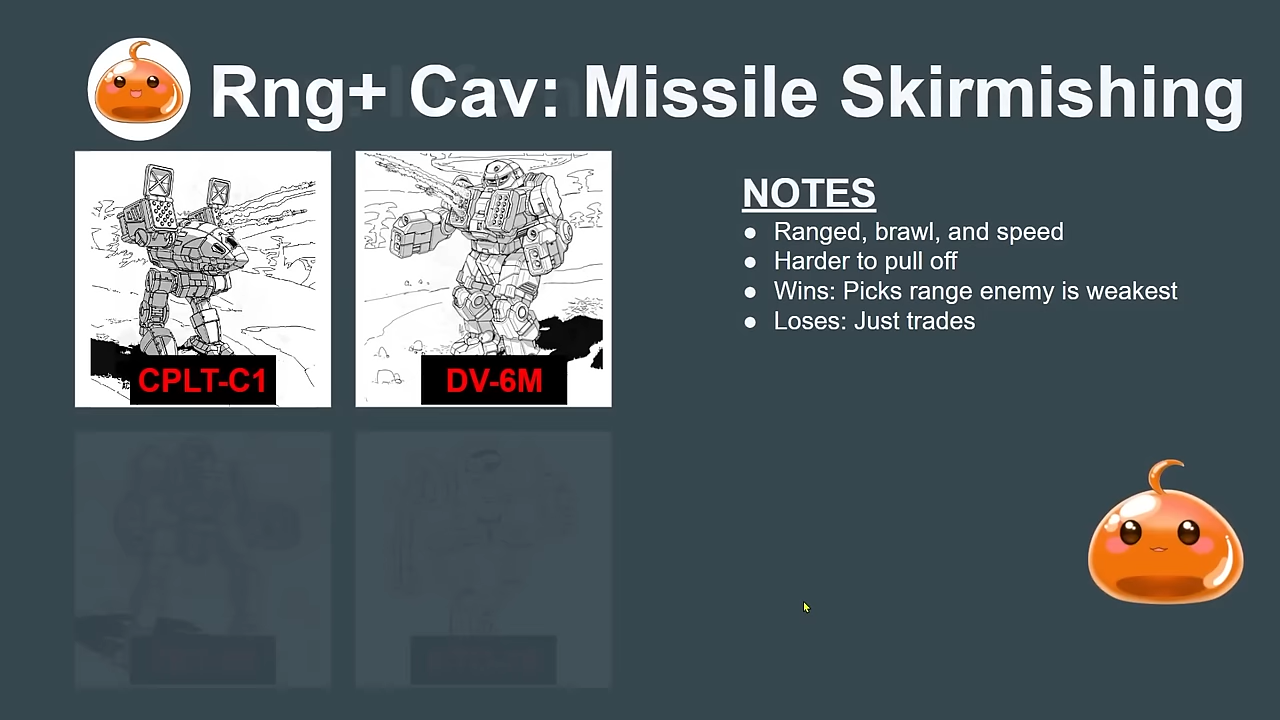 Rng+ Cav: Missile Skirmishing
CPLT-C1
DV-6M
NOTES
● Ranged, brawl, and speed
● Harder to pull off
● Wins: Picks range enemy is weakest
● Loses: Just trades